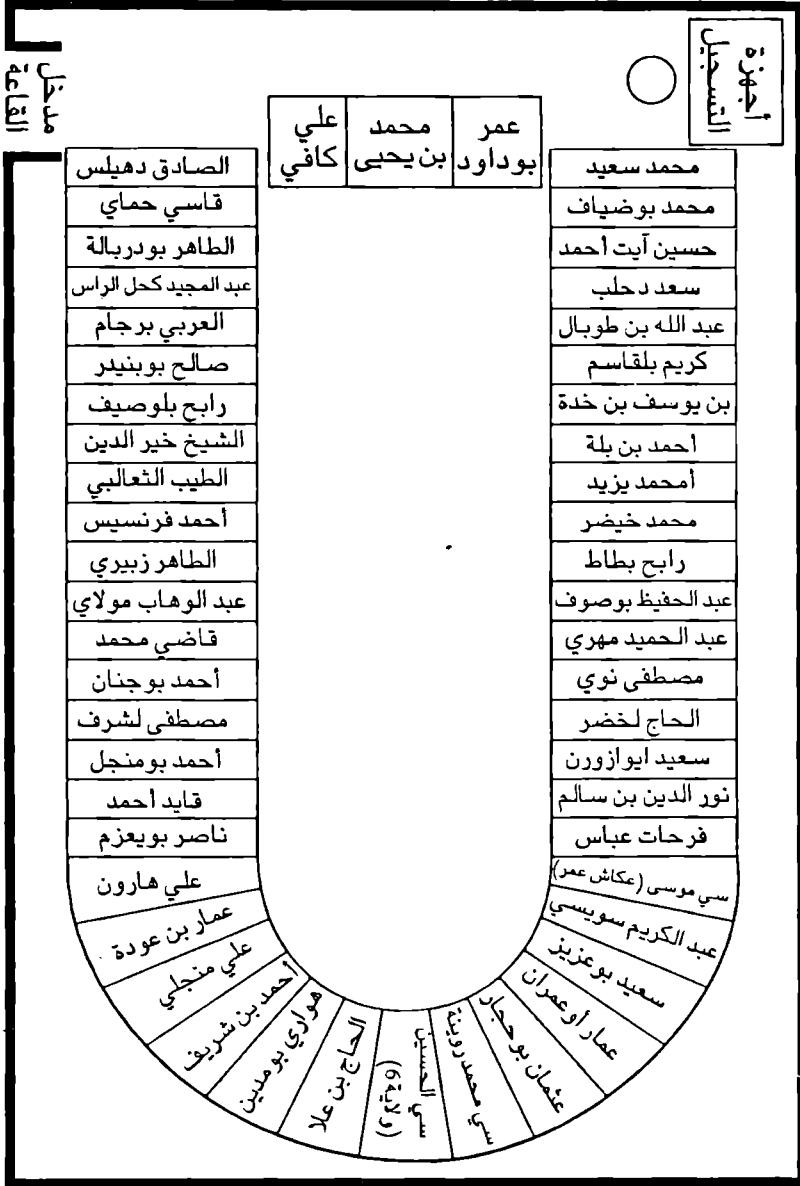 أجهزة
التسجيل
مدخل
القاعة
عمر
بوداود
محمد
بن يحيى
علي
كافي
محمد سعيد
محمد بوضياف
حسين آيت أحمد
سعد دحلب
عبد الله بن طوبال
كريم بلقاسم
بن يوسف بن خدة
أحمد بن بلة
أمحمد يزيد
محمد خيضر
رابح بطاط
عبد الحفيظ بوصوف
عبد الحميد مهري
مصطفى نوي
الحاج لخضر
سعيد ايوازورن
نور الدين بن سالم
فرحات عباس
سي موسى (عكاش عمر)
عبد الكريم سويسي
سعيد بوعزيز
عمار أوعمران
عثمان بوحجار
سي محمد روينة
سي الحسين
(ولاية6)
الحاج بن علا
هواري بومدين
أحمد بن شريف
علي منجلي
عمار بن عودة
علي هارون
ناصر بويعزم
قايد أحمد
أحمد بومنجل
مصطفى لشرف
أحمد بوجنان
قاضي محمد
عبد الوهاب مولاي
الطاهر زبيري
أحمد فرنسيس
الطيب الثعالبي
الشيخ خير الدين
رابح بلوصيف
صالح بوبنيدر
العربي برجام
عبد المجيد كحل الراس
الطاهر بودربالة
قاسي حماي
الصادق دهيلس